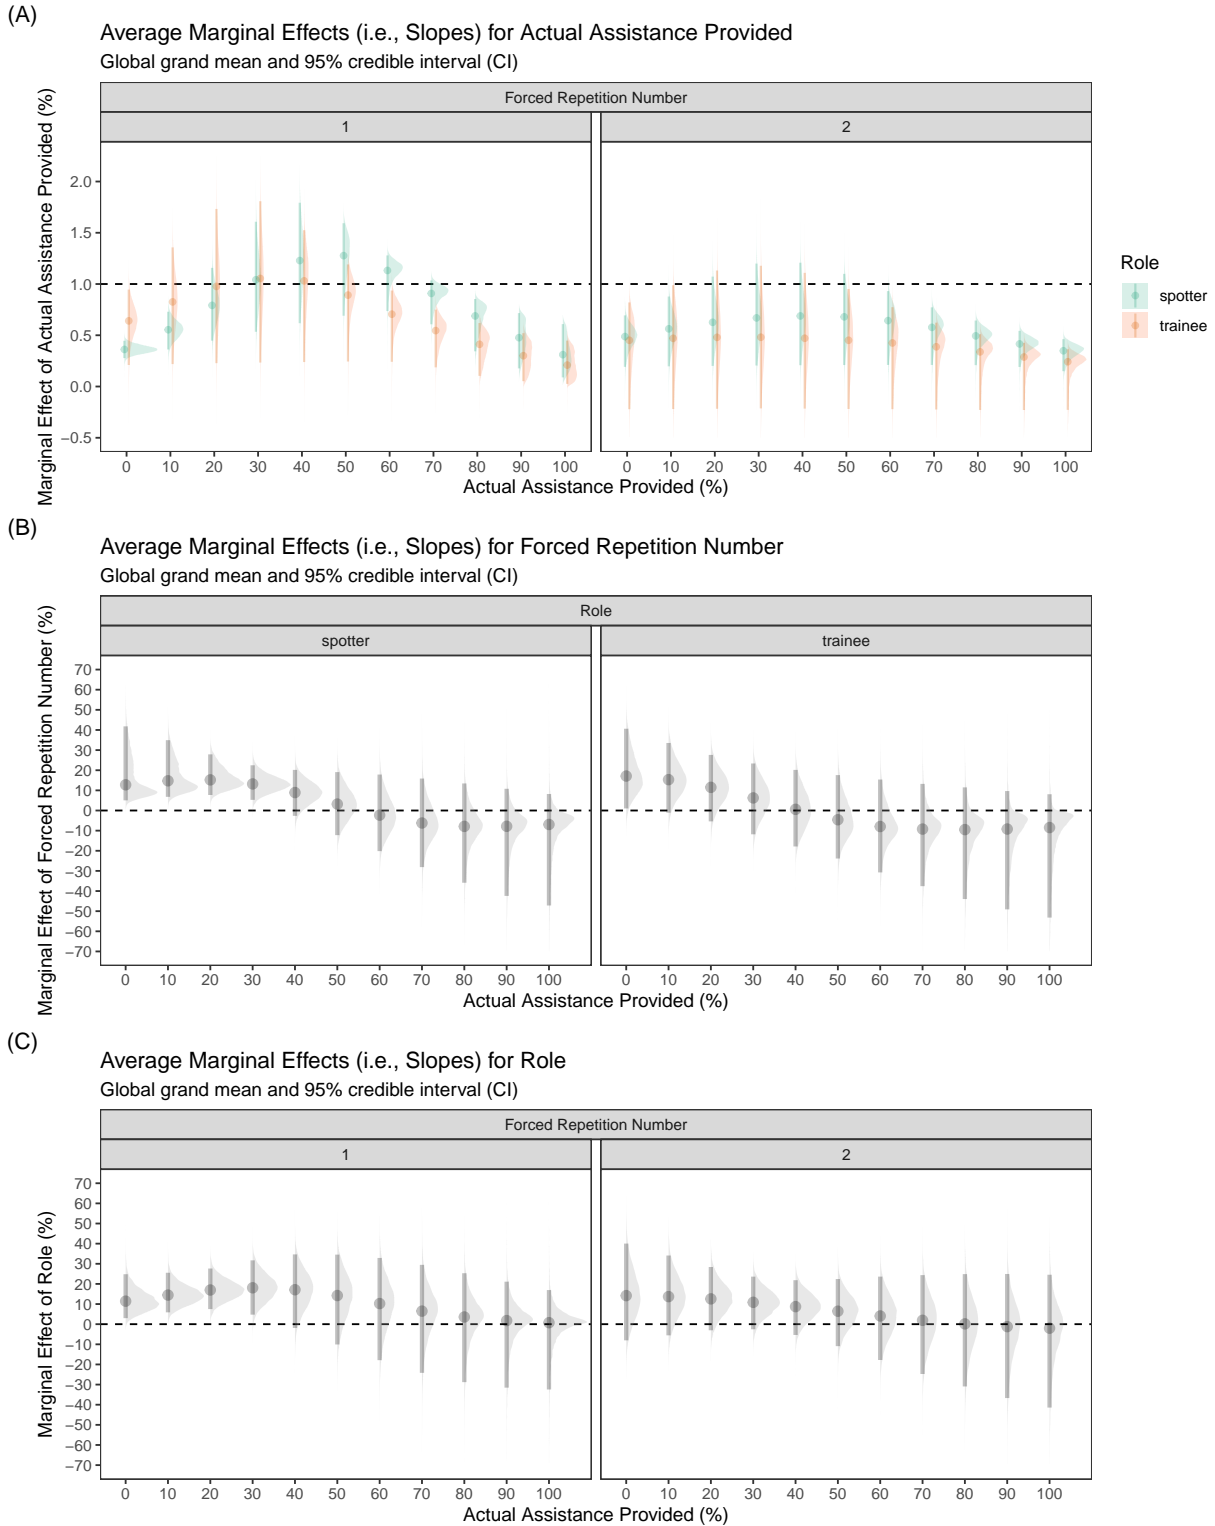 (A)
Average Marginal Effects (i.e., Slopes) for Actual Assistance Provided
Global grand mean and 95% credible interval (CI)
Forced Repetition Number
1 2
Marginal Effect of Actual Assistance Provided (%)
2.0
1.5
1.0
0.5
0.0
−0.5
0 10 20 30 40 50 60 70 80 90 100 0 10 20 30 40 50 60 70 80 90 100
Actual Assistance Provided (%)
Role
spotter
trainee
(B)
Average Marginal Effects (i.e., Slopes) for Forced Repetition Number
Global grand mean and 95% credible interval (CI)
Role
spotter trainee
Marginal Effect of Forced Repetition Number (%)
70
60
50
40
30
20
10
0
−10
−20
−30
−40
−50
−60
−70
0 10 20 30 40 50 60 70 80 90 100 0 10 20 30 40 50 60 70 80 90 100
Actual Assistance Provided (%)
(C)
Average Marginal Effects (i.e., Slopes) for Role
Global grand mean and 95% credible interval (CI)
Forced Repetition Number
1 2
Marginal Effect of Role (%)
70
60
50
40
30
20
10
0
−10
−20
−30
−40
−50
−60
−70
0 10 20 30 40 50 60 70 80 90 100 0 10 20 30 40 50 60 70 80 90 100
Actual Assistance Provided (%)